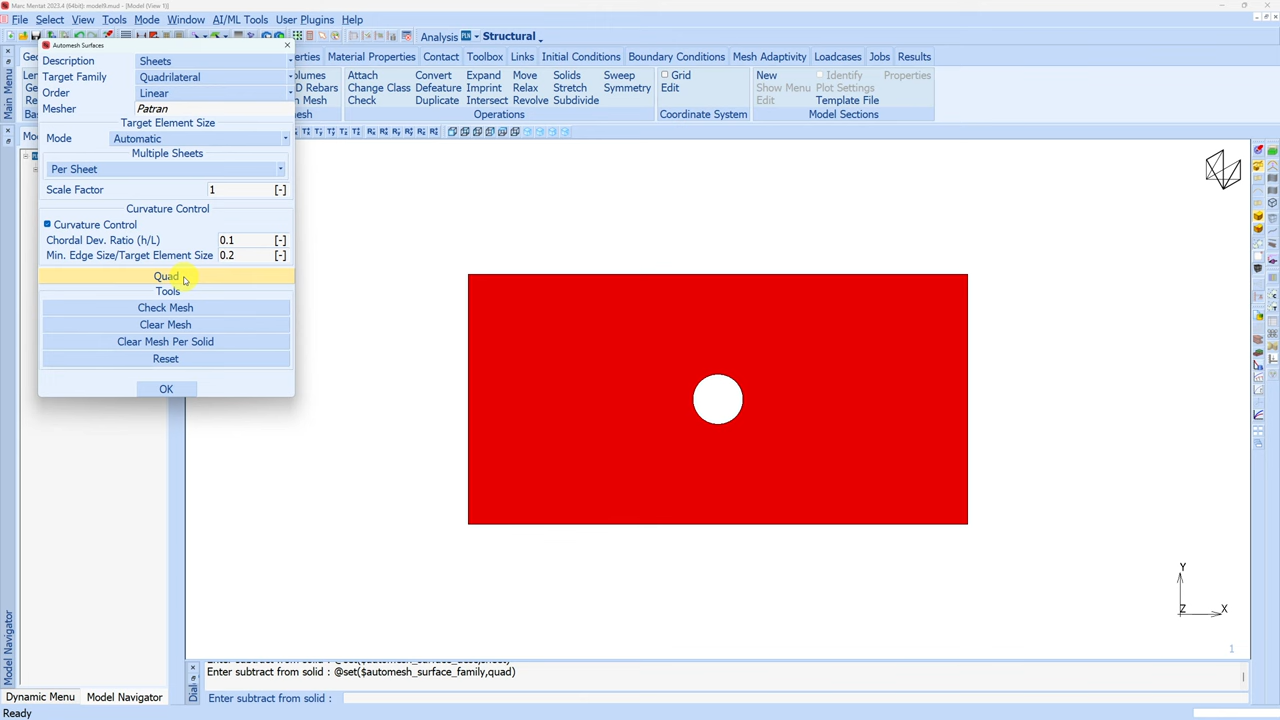 Marc Mentat 2023.4 (64bit): model9.mud - [Model (View 1)]
File Select View Tools Mode Window AI/ML Tools User Plugins Help
Analysis Structural
Automesh Surfaces
Material Properties Contact Toolbox Links Initial Conditions Boundary Conditions Mesh Adaptivity Loadcases Jobs Results
Attach Convert Expand Move Solids Sweep
Change Class Defeature Imprint Relax Stretch Symmetry
Check Duplicate Intersect Revolve Subdivide
Operations
Grid
Edit
Coordinate System
New Identify Properties
Show Menu Plot Settings
Edit Template File
Model Sections
Main Menu
Description Sheets
Target Family Quadrilateral
Order Linear
Mesher Patran
Target Element Size
Mode Automatic
Multiple Sheets
Per Sheet
Scale Factor 1 [-]
Curvature Control
Curvature Control
Chordal Dev. Ratio (h/L) 0.1 [-]
Min. Edge Size/Target Element Size 0.2 [-]
Quad
Tools
Check Mesh
Clear Mesh
Clear Mesh Per Solid
Reset
OK
Y
Z X
1
Model Navigator
Enter subtract from solid : @set($automesh_surface_family,quad)
Enter subtract from solid :
Dynamic Menu Model Navigator
Ready